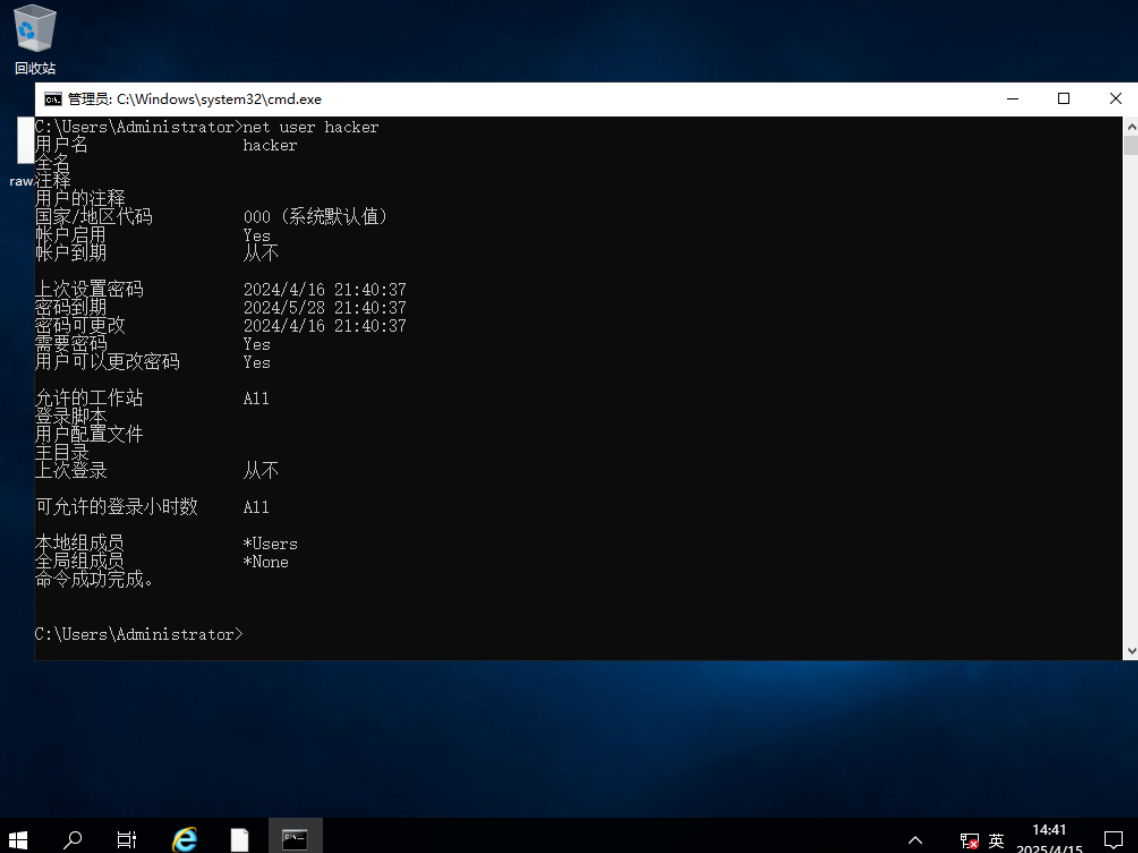 回收站
管理员: C:\Windows\system32\cmd.exe
raw
C:\Users\Administrator>net user hacker
用户名 hacker
全名
注释
用户的注释
国家/地区代码 000 (系统默认值)
帐户启用 Yes
帐户到期 从不
上次设置密码 2024/4/16 21:40:37
密码到期 2024/5/28 21:40:37
密码可更改 2024/4/16 21:40:37
需要密码 Yes
用户可以更改密码 Yes
允许的工作站 All
登录脚本
用户配置文件
主目录
上次登录 从不
可允许的登录小时数 All
本地组成员 *Users
全局组成员 *None
命令成功完成。
C:\Users\Administrator>
英
14:41
2025/4/15